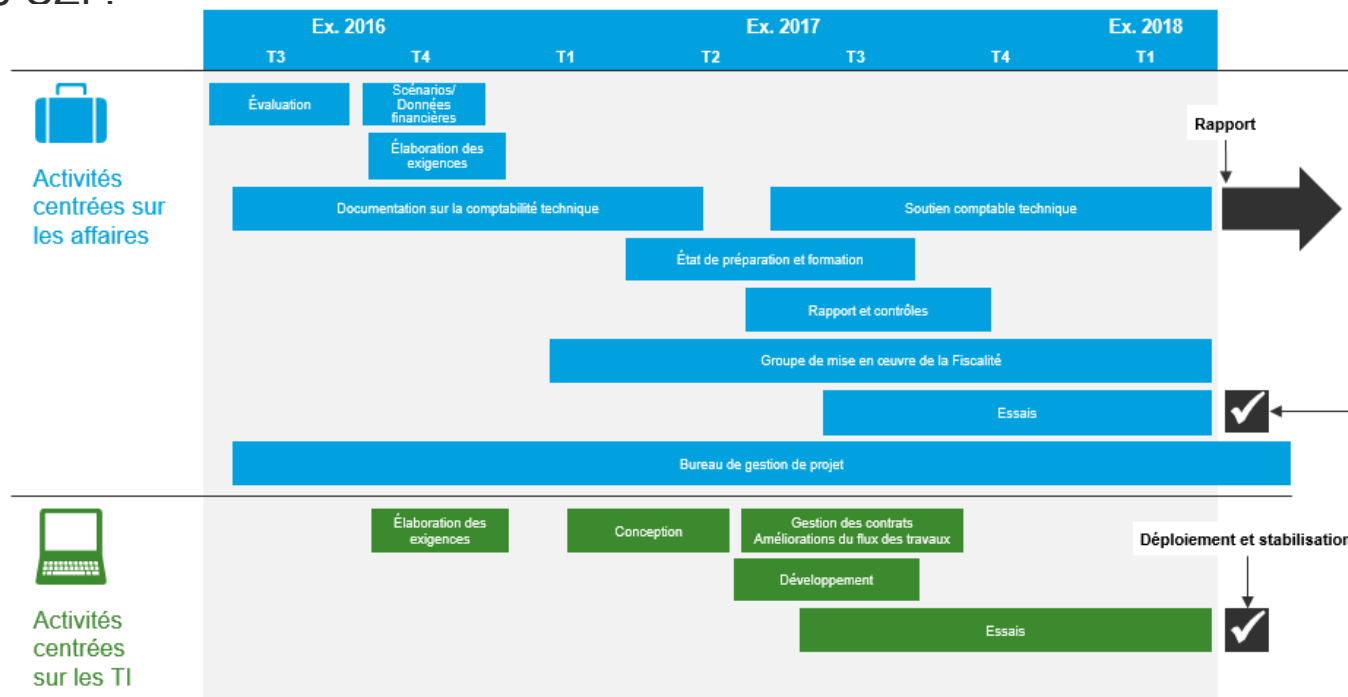 Ex. 2016 Ex. 2017 Ex. 2018
T3 T4 T1 T2 T3 T4 T1
Activités
centrées sur
les affaires
Évaluation
Scénarios/
Données
financières
Élaboration des
exigences
Rapport
Documentation sur la comptabilité technique
Soutien comptable technique
État de préparation et formation
Rapport et contrôles
Groupe de mise en œuvre de la Fiscalité
Essais
Bureau de gestion de projet
Activités
centrées
sur les TI
Élaboration des
exigences
Conception
Gestion des contrats
Améliorations du flux des travaux
Déploiement et stabilisation
Développement
Essais